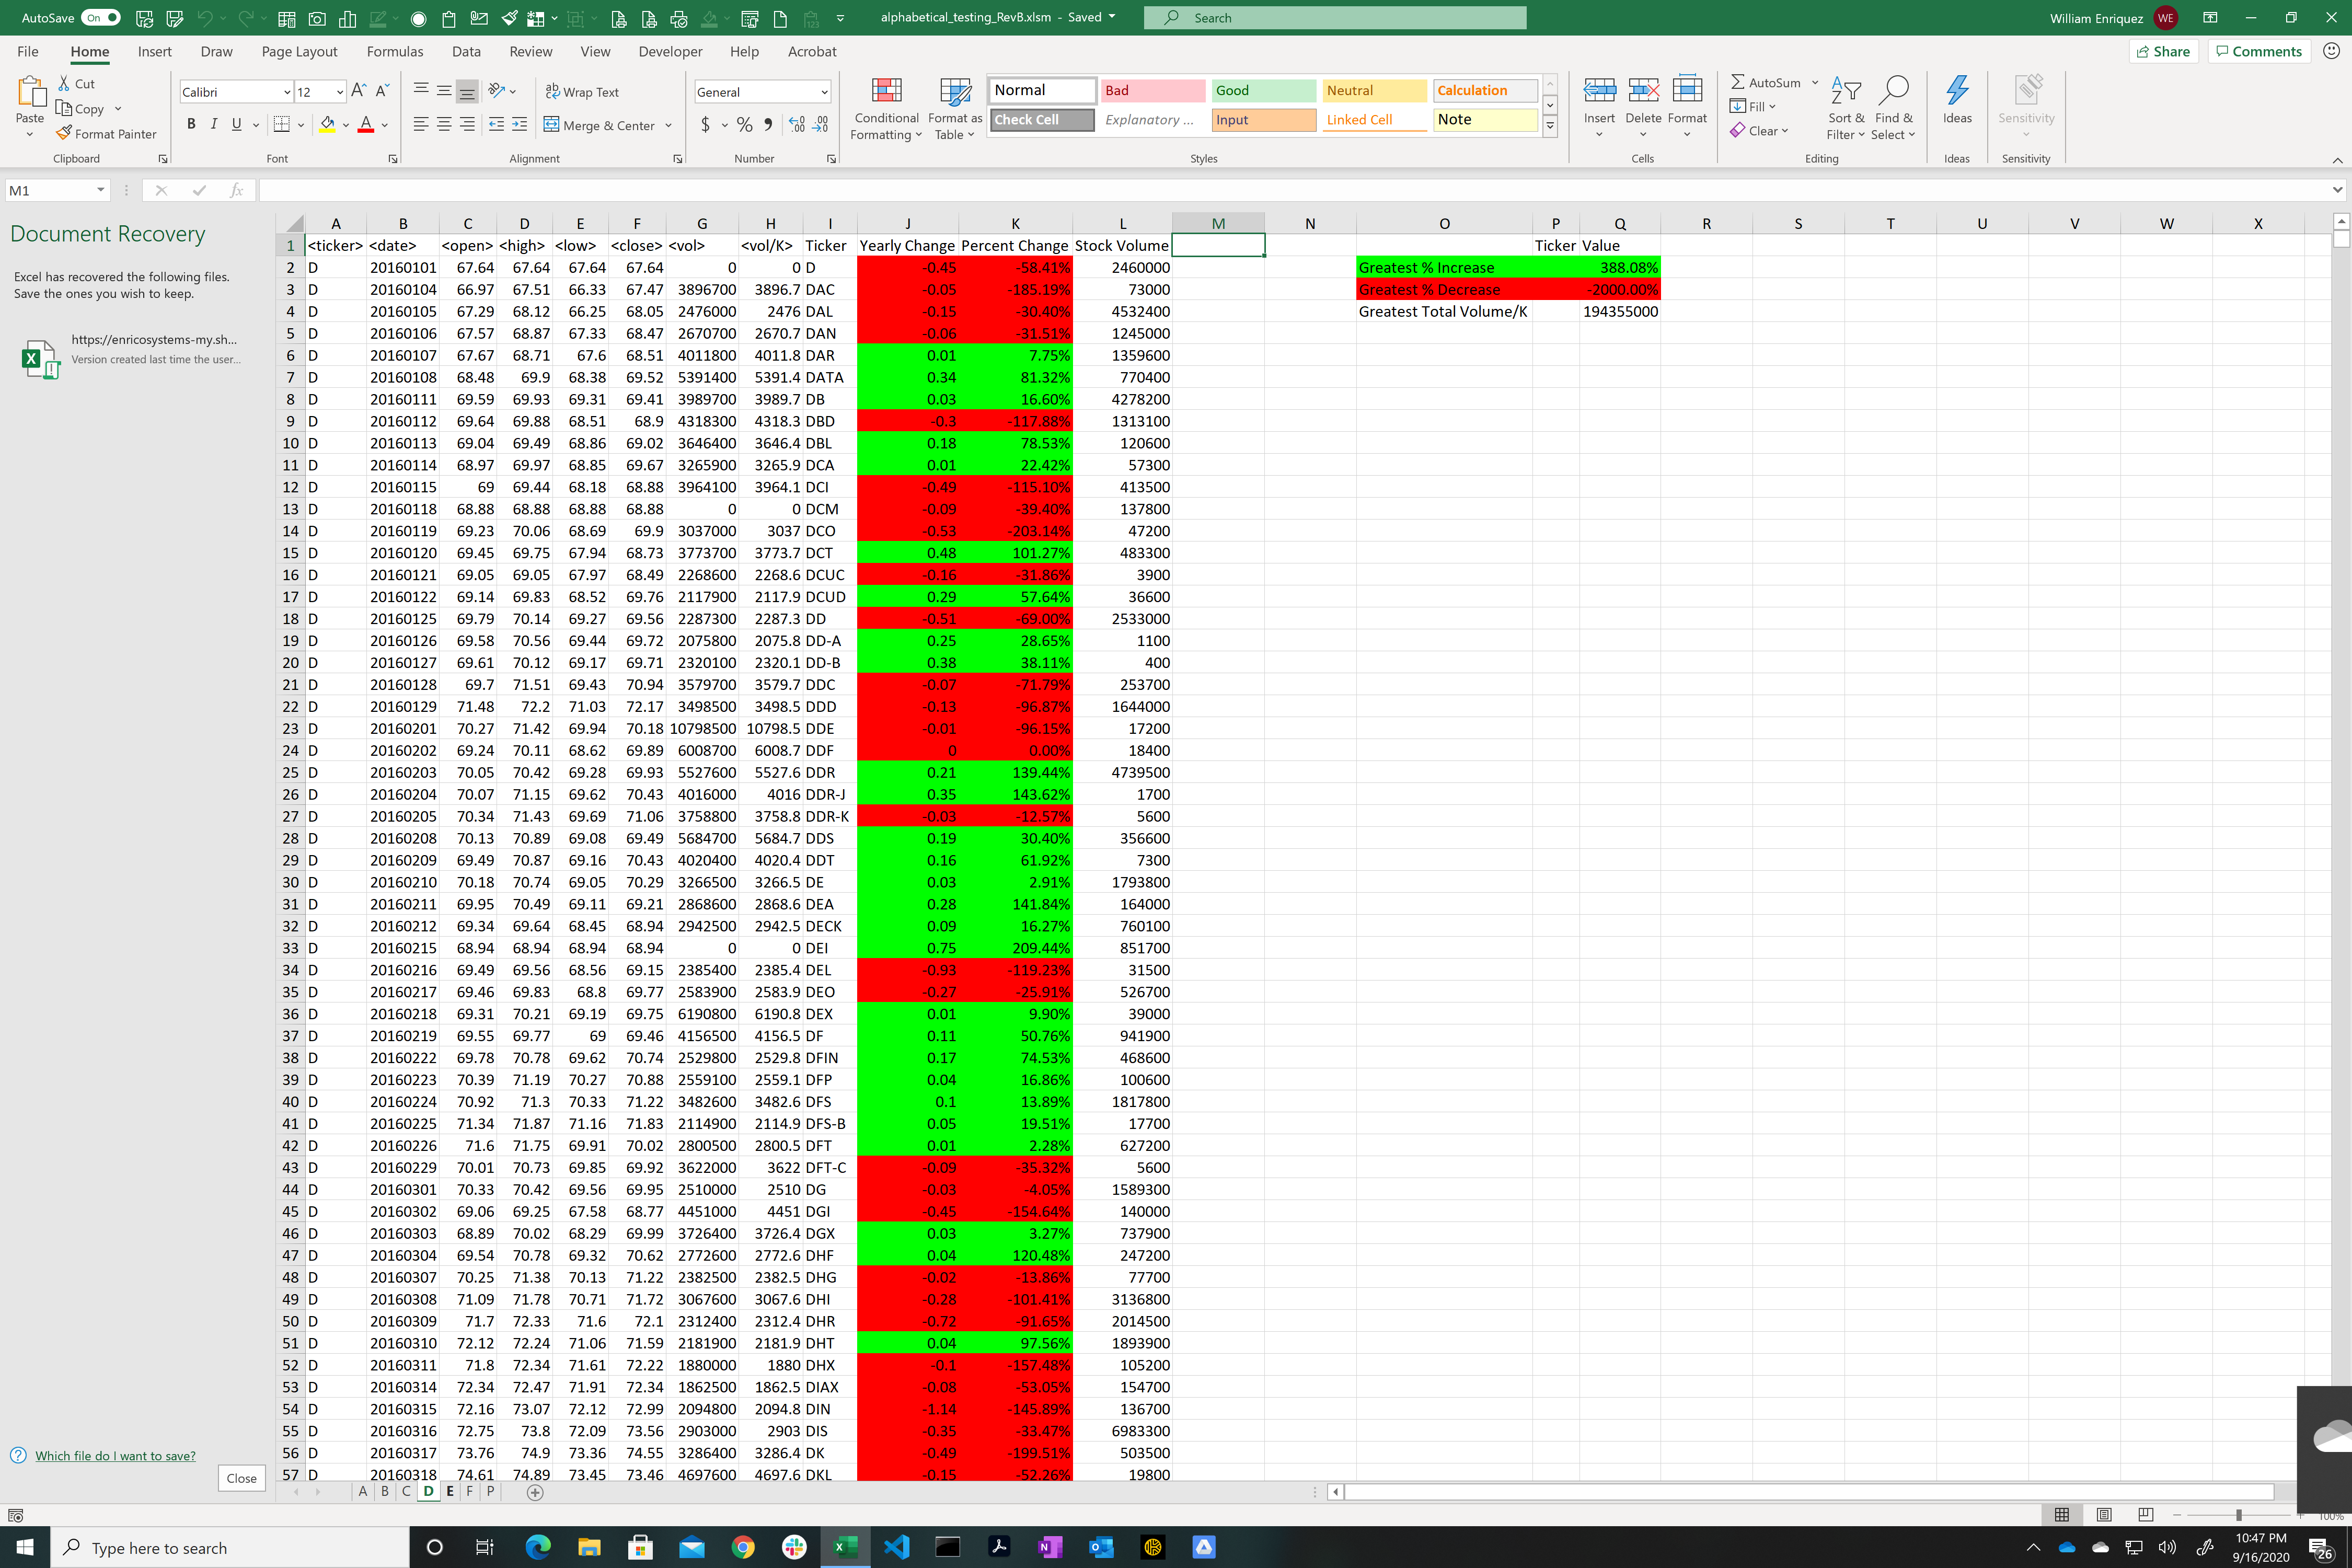 AutoSave On alphabetical_testing_RevB.xlsm - Saved Search William Enriquez WE
File Home Insert Draw Page Layout Formulas Data Review View Developer Help Acrobat Share Comments
Paste Cut Copy Format Painter Clipboard
Calibri 12 B I U A Font
Wrap Text Merge & Center Alignment
General $ % Number
Conditional Formatting Format as Table
Normal Bad Good Neutral Calculation
Check Cell Explanatory ... Input Linked Cell Note
Styles
Insert Delete Format Cells
AutoSum Fill Clear Sort & Filter Find & Select Editing
Ideas Ideas Sensitivity Sensitivity
M1 fx
Document Recovery
Excel has recovered the following files.
Save the ones you wish to keep.
https://enricosystems-my.sh...
Version created last time the user...
Which file do I want to save?
Close
A B C D E F G H I J K L M N O P Q R S T U V W X
1 <ticker> <date> <open> <high> <low> <close> <vol> <vol/K> Ticker Yearly Change Percent Change Stock Volume Ticker Value
2 D 20160101 67.64 67.64 67.64 67.64 0 0 D -0.45 -58.41% 2460000 Greatest % Increase 388.08%
3 D 20160104 66.97 67.51 66.33 67.47 3896700 3896.7 DAC -0.05 -185.19% 73000 Greatest % Decrease -2000.00%
4 D 20160105 67.29 68.12 66.25 68.05 2476000 2476 DAL -0.15 -30.40% 4532400 Greatest Total Volume/K 194355000
5 D 20160106 67.57 68.87 67.33 68.47 2670700 2670.7 DAN -0.06 -31.51% 1245000
6 D 20160107 67.67 68.71 67.6 68.51 4011800 4011.8 DAR 0.01 7.75% 1359600
7 D 20160108 68.48 69.9 68.38 69.52 5391400 5391.4 DATA 0.34 81.32% 770400
8 D 20160111 69.59 69.93 69.31 69.41 3989700 3989.7 DB 0.03 16.60% 4278200
9 D 20160112 69.64 69.88 68.51 68.9 4318300 4318.3 DBD -0.3 -117.88% 1313100
10 D 20160113 69.04 69.49 68.86 69.02 3646400 3646.4 DBL 0.18 78.53% 120600
11 D 20160114 68.97 69.97 68.85 69.67 3265900 3265.9 DCA 0.01 22.42% 57300
12 D 20160115 69 69.44 68.18 68.88 3964100 3964.1 DCI -0.49 -115.10% 413500
13 D 20160118 68.88 68.88 68.88 68.88 0 0 DCM -0.09 -39.40% 137800
14 D 20160119 69.23 70.06 68.69 69.9 3037000 3037 DCO -0.53 -203.14% 47200
15 D 20160120 69.45 69.75 67.94 68.73 3773700 3773.7 DCT 0.48 101.27% 483300
16 D 20160121 69.05 69.05 67.97 68.49 2268600 2268.6 DCUC -0.16 -31.86% 3900
17 D 20160122 69.14 69.83 68.52 69.76 2117900 2117.9 DCUD 0.29 57.64% 36600
18 D 20160125 69.79 70.14 69.27 69.56 2287300 2287.3 DD -0.51 -69.00% 2533000
19 D 20160126 69.58 70.56 69.44 69.72 2075800 2075.8 DD-A 0.25 28.65% 1100
20 D 20160127 69.61 70.12 69.17 69.71 2320100 2320.1 DD-B 0.38 38.11% 400
21 D 20160128 69.7 71.51 69.43 70.94 3579700 3579.7 DDC -0.07 -71.79% 253700
22 D 20160129 71.48 72.2 71.03 72.17 3498500 3498.5 DDD -0.13 -96.87% 1644000
23 D 20160201 70.27 71.42 69.94 70.18 10798500 10798.5 DDE -0.01 -96.15% 17200
24 D 20160202 69.24 70.11 68.62 69.89 6008700 6008.7 DDF 0 0.00% 18400
25 D 20160203 70.05 70.42 69.28 69.93 5527600 5527.6 DDR 0.21 139.44% 4739500
26 D 20160204 70.07 71.15 69.62 70.43 4016000 4016 DDR-J 0.35 143.62% 1700
27 D 20160205 70.34 71.43 69.69 71.06 3758800 3758.8 DDR-K -0.03 -12.57% 5600
28 D 20160208 70.13 70.89 69.08 69.49 5684700 5684.7 DDS 0.19 30.40% 356600
29 D 20160209 69.49 70.87 69.16 70.43 4020400 4020.4 DDT 0.16 61.92% 7300
30 D 20160210 70.18 70.74 69.05 70.29 3266500 3266.5 DE 0.03 2.91% 1793800
31 D 20160211 69.95 70.49 69.11 69.21 2868600 2868.6 DEA 0.28 141.84% 164000
32 D 20160212 69.34 69.64 68.45 68.94 2942500 2942.5 DECK 0.09 16.27% 760100
33 D 20160215 68.94 68.94 68.94 68.94 0 0 DEI 0.75 209.44% 851700
34 D 20160216 69.49 69.56 68.56 69.15 2385400 2385.4 DEL -0.93 -119.23% 31500
35 D 20160217 69.46 69.83 68.8 69.77 2583900 2583.9 DEO -0.27 -25.91% 526700
36 D 20160218 69.31 70.21 69.19 69.75 6190800 6190.8 DEX 0.01 9.90% 39000
37 D 20160219 69.55 69.77 69 69.46 4156500 4156.5 DF 0.11 50.76% 941900
38 D 20160222 69.78 70.78 69.62 70.74 2529800 2529.8 DFIN 0.17 74.53% 468600
39 D 20160223 70.39 71.19 70.27 70.88 2559100 2559.1 DFP 0.04 16.86% 100600
40 D 20160224 70.92 71.3 70.33 71.22 3482600 3482.6 DFS 0.1 13.89% 1817800
41 D 20160225 71.34 71.87 71.16 71.83 2114900 2114.9 DFS-B 0.05 19.51% 17700
42 D 20160226 71.6 71.75 69.91 70.02 2800500 2800.5 DFT 0.01 2.28% 627200
43 D 20160229 70.01 70.73 69.85 69.92 3622000 3622 DFT-C -0.09 -35.32% 5600
44 D 20160301 70.33 70.42 69.56 69.95 2510000 2510 DG -0.03 -4.05% 1589300
45 D 20160302 69.06 69.25 67.58 68.77 4451000 4451 DGI -0.45 -154.64% 140000
46 D 20160303 68.89 70.02 68.29 69.99 3726400 3726.4 DGX 0.03 3.27% 737900
47 D 20160304 69.54 70.78 69.32 70.62 2772600 2772.6 DHF 0.04 120.48% 247200
48 D 20160307 70.25 71.38 70.13 71.22 2382500 2382.5 DHG -0.02 -13.86% 77700
49 D 20160308 71.09 71.78 70.71 71.72 3067600 3067.6 DHI -0.28 -101.41% 3136800
50 D 20160309 71.7 72.33 71.6 72.1 2312400 2312.4 DHR -0.72 -91.65% 2014500
51 D 20160310 72.12 72.24 71.06 71.59 2181900 2181.9 DHT 0.04 97.56% 1893900
52 D 20160311 71.8 72.34 71.61 72.22 1880000 1880 DHX -0.1 -157.48% 105200
53 D 20160314 72.34 72.47 71.91 72.34 1862500 1862.5 DIAX -0.08 -53.05% 154700
54 D 20160315 72.16 73.07 72.12 72.99 2094800 2094.8 DIN -1.14 -145.89% 136700
55 D 20160316 72.75 73.8 72.09 73.56 2903000 2903 DIS -0.35 -33.47% 6983300
56 D 20160317 73.76 74.9 73.36 74.55 3286400 3286.4 DK -0.49 -199.51% 503500
57 D 20160318 74.61 74.89 73.45 73.46 4697600 4697.6 DKL -0.15 -52.26% 19800
A B C D E F P
100%
Type here to search
10:47 PM
9/16/2020
26